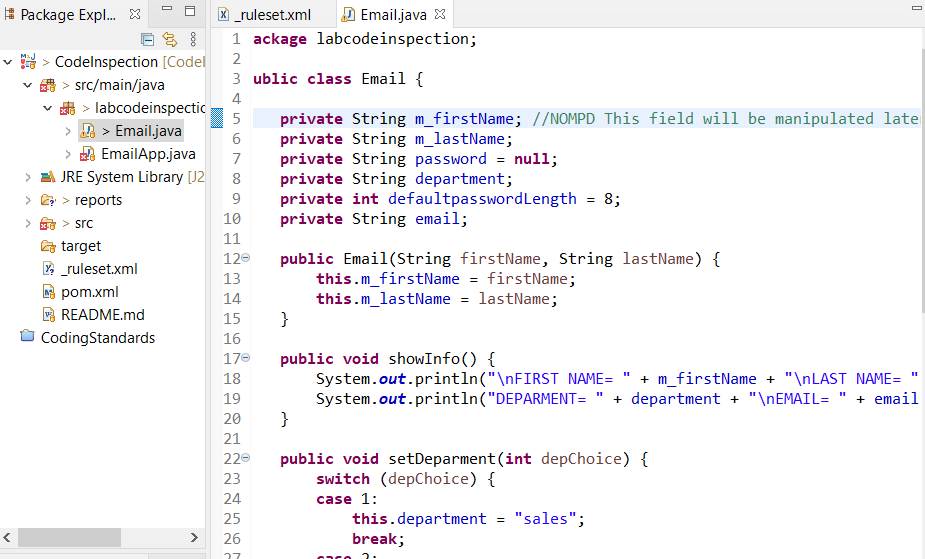 Package Expl...
_ruleset.xml
Email.java
> CodeInspection [CodeI
> src/main/java
> labcodeinspectic
> Email.java
EmailApp.java
JRE System Library [J2
> reports
> src
target
_ruleset.xml
pom.xml
README.md
CodingStandards
1 ackage labcodeinspection;
2
3 ublic class Email {
4
5 private String m_firstName; //NOMPD This field will be manipulated late
6 private String m_lastName;
7 private String password = null;
8 private String department;
9 private int defaultpasswordLength = 8;
10 private String email;
11
12 public Email(String firstName, String lastName) {
13 this.m_firstName = firstName;
14 this.m_lastName = lastName;
15 }
16
17 public void showInfo() {
18 System.out.println("\nFIRST NAME= " + m_firstName + "\nLAST NAME= "
19 System.out.println("DEPARMENT= " + department + "\nEMAIL= " + email
20 }
21
22 public void setDeparment(int depChoice) {
23 switch (depChoice) {
24 case 1:
25 this.department = "sales";
26 break;
27 case 2: